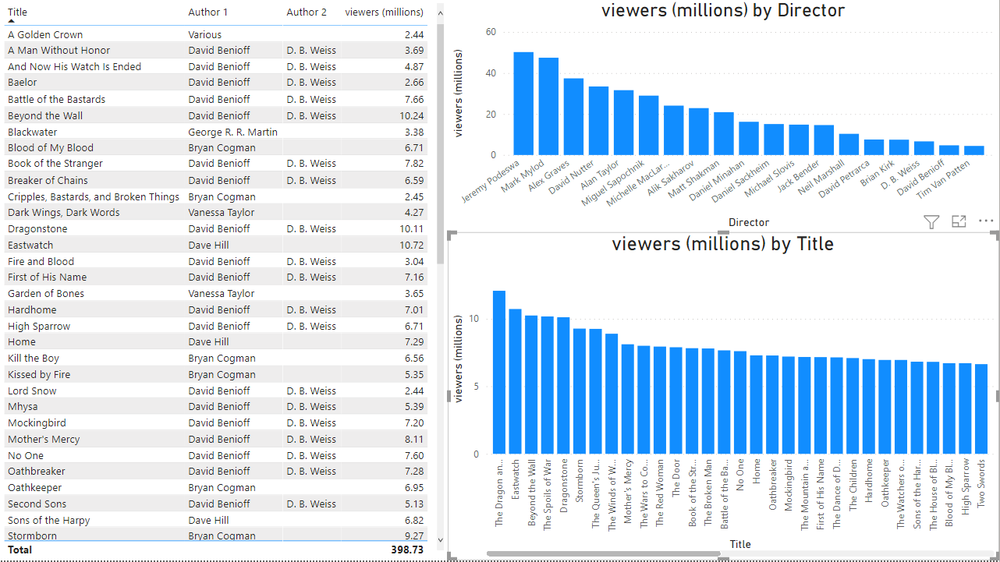 Title Author 1 Author 2 viewers (millions)
A Golden Crown Various 2.44
A Man Without Honor David Benioff D. B. Weiss 3.69
And Now His Watch Is Ended David Benioff D. B. Weiss 4.87
Baelor David Benioff D. B. Weiss 2.66
Battle of the Bastards David Benioff D. B. Weiss 7.66
Beyond the Wall David Benioff D. B. Weiss 10.24
Blackwater George R. R. Martin 3.38
Blood of My Blood Bryan Cogman 6.71
Book of the Stranger David Benioff D. B. Weiss 7.82
Breaker of Chains David Benioff D. B. Weiss 6.59
Cripples, Bastards, and Broken Things Bryan Cogman 2.45
Dark Wings, Dark Words Vanessa Taylor 4.27
Dragonstone David Benioff D. B. Weiss 10.11
Eastwatch Dave Hill 10.72
Fire and Blood David Benioff D. B. Weiss 3.04
First of His Name David Benioff D. B. Weiss 7.16
Garden of Bones Vanessa Taylor 3.65
Hardhome David Benioff D. B. Weiss 7.01
High Sparrow David Benioff D. B. Weiss 6.71
Home Dave Hill 7.29
Kill the Boy Bryan Cogman 6.56
Kissed by Fire Bryan Cogman 5.35
Lord Snow David Benioff D. B. Weiss 2.44
Mhysa David Benioff D. B. Weiss 5.39
Mockingbird David Benioff D. B. Weiss 7.20
Mother's Mercy David Benioff D. B. Weiss 8.11
No One David Benioff D. B. Weiss 7.60
Oathbreaker David Benioff D. B. Weiss 7.28
Oathkeeper Bryan Cogman 6.95
Second Sons David Benioff D. B. Weiss 5.13
Sons of the Harpy Dave Hill 6.82
Stormborn Bryan Cogman 9.27
Total 398.73
viewers (millions) by Director
viewers (millions)
60
40
20
0
Jeremy Podeswa
Mark Mylod
Alex Graves
David Nutter
Alan Taylor
Miguel Sapochnik
Michelle MacLar...
Alik Sakharov
Matt Shakman
Daniel Minahan
Daniel Sackheim
Michael Slovis
Jack Bender
Neil Marshall
David Petrarca
Brian Kirk
D. B. Weiss
David Benioff
Tim Van Patten
Director
viewers (millions) by Title
viewers (millions)
10
5
0
The Dragon an...
Eastwatch
Beyond the Wall
The Spoils of War
Dragonstone
Stormborn
The Queen's Ju...
The Winds of W...
Mother's Mercy
The Wars to Co...
The Red Woman
The Door
Book of the Str...
The Broken Man
Battle of the Ba...
No One
Home
Oathbreaker
Mockingbird
The Mountain a...
First of His Name
The Dance of D...
The Children
Hardhome
Oathkeeper
The Watchers o...
Sons of the Har...
The House of Bl...
Blood of My Bl...
High Sparrow
Two Swords
Title